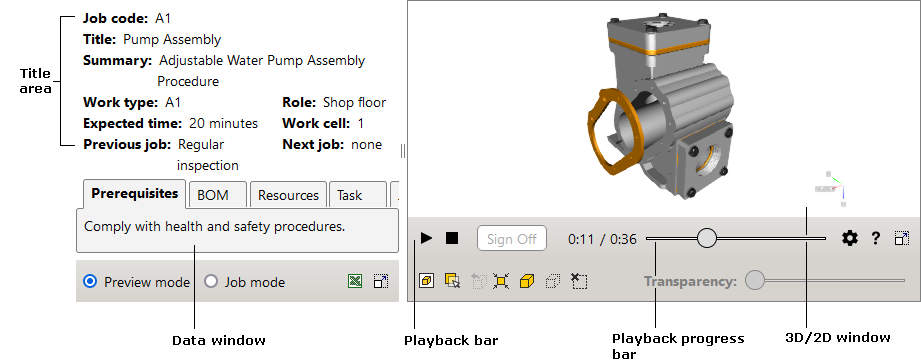 Job code: A1
Title: Pump Assembly
Summary: Adjustable Water Pump Assembly
Procedure
Title
area
Work type: A1 Role: Shop floor
Expected time: 20 minutes Work cell: 1
Previous job: Regular Next job: none
inspection
Prerequisites BOM Resources Task
Comply with health and safety procedures.
Preview mode Job mode
Sign Off 0:11 / 0:36 ?
Transparency:
Data window
Playback bar
Playback progress
bar
3D/2D window